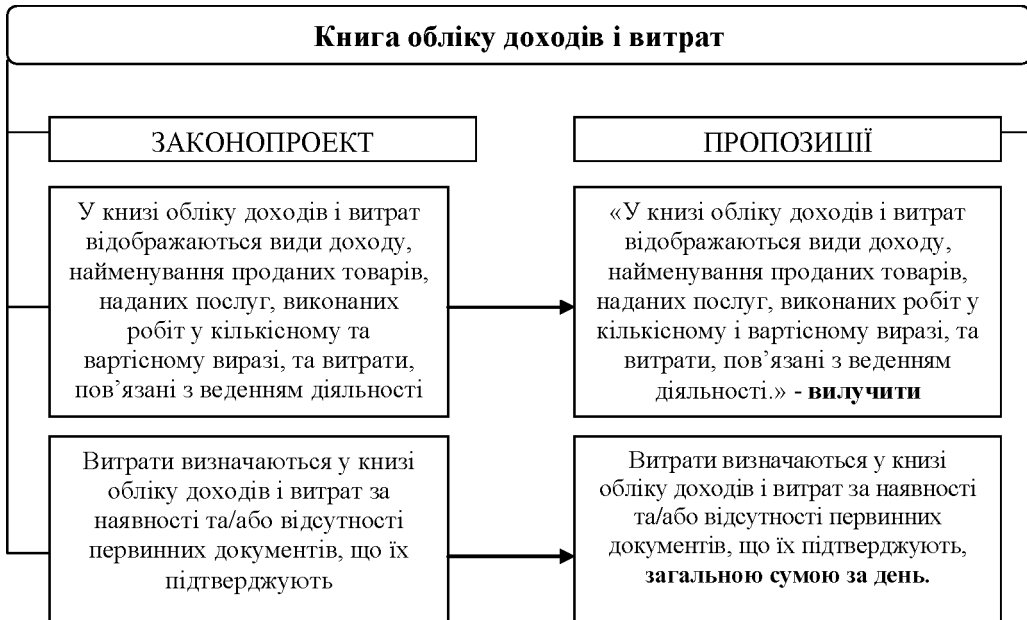 Книга обліку доходів і витрат
ЗАКОНОПРОЕКТ
ПРОПОЗИЦІЇ
У книзі обліку доходів і витрат
відображаються види доходу,
найменування проданих товарів,
наданих послуг, виконаних
робіт у кількісному та
вартісному виразі, та витрати,
пов’язані з веденням діяльності
«У книзі обліку доходів і витрат
відображаються види доходу,
найменування проданих товарів,
наданих послуг, виконаних робіт у
кількісному і вартісному виразі, та
витрати, пов’язані з веденням
діяльності.» - вилучити
Витрати визначаються у книзі
обліку доходів і витрат за
наявності та/або відсутності
первинних документів, що їх
підтверджують
Витрати визначаються у книзі
обліку доходів і витрат за наявності
та/або відсутності первинних
документів, що їх підтверджують,
загальною сумою за день.